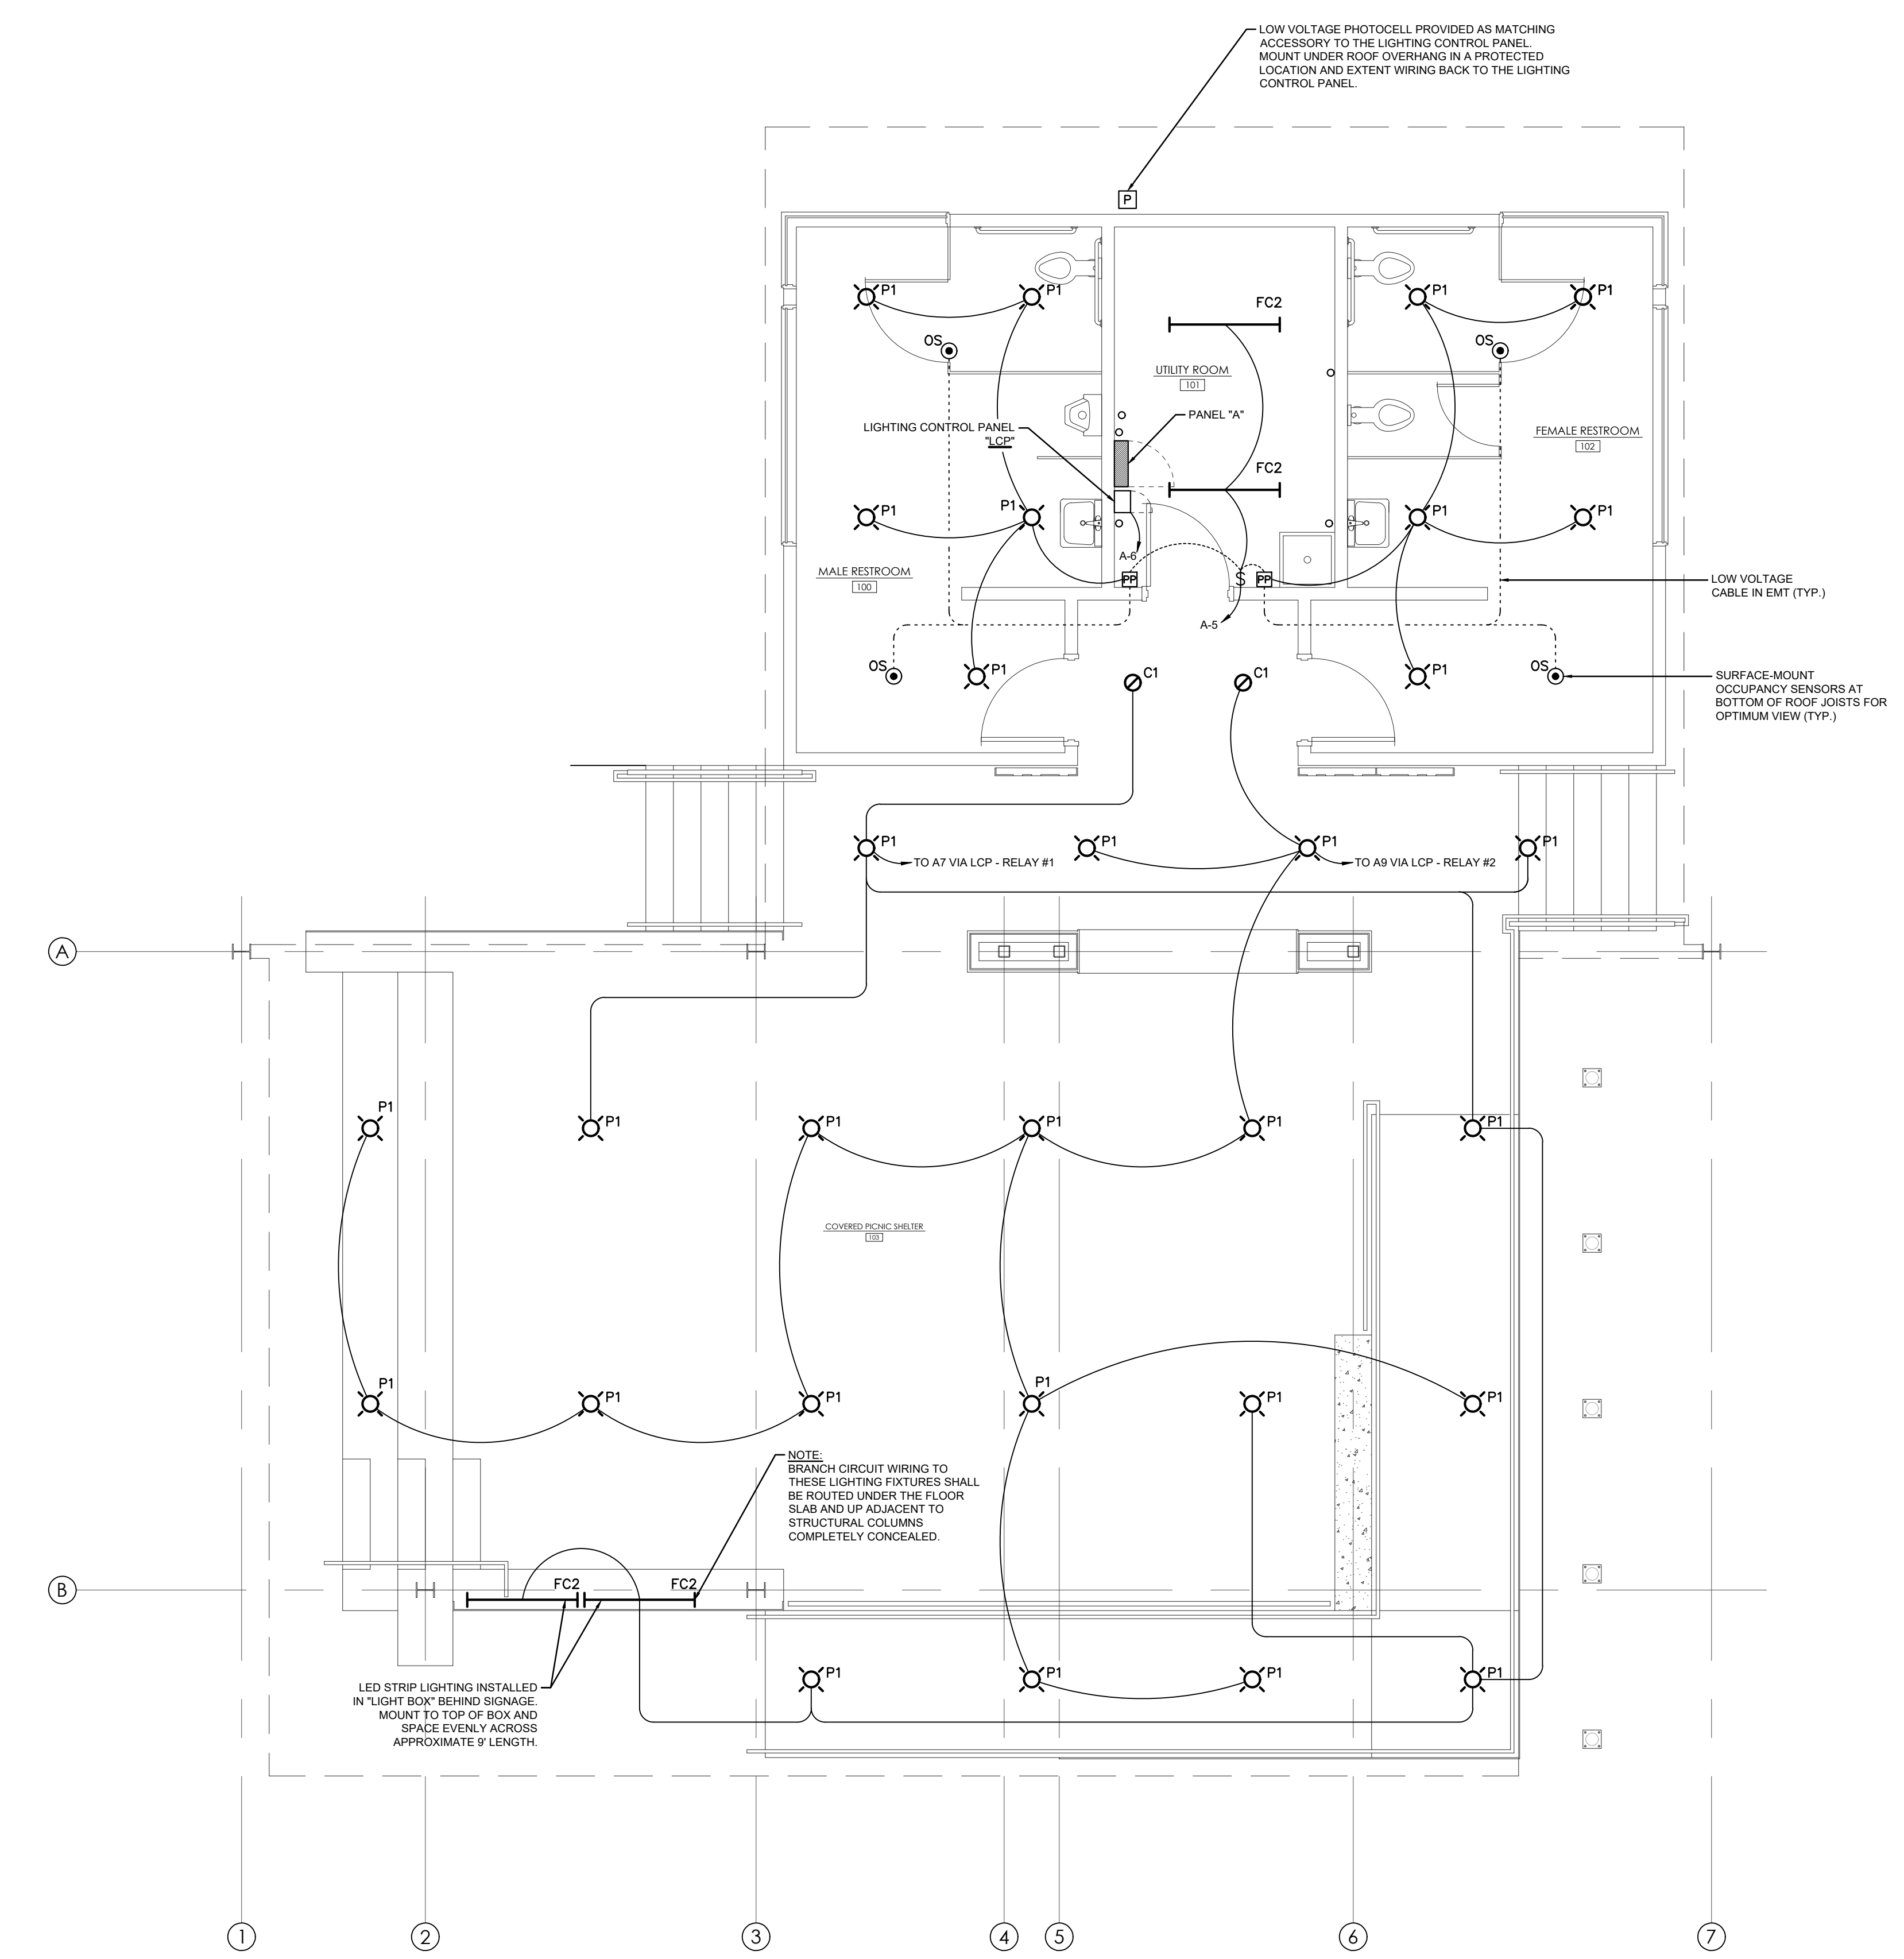 LOW VOLTAGE PHOTOCELL PROVIDED AS MATCHING
ACCESSORY TO THE LIGHTING CONTROL PANEL.
MOUNT UNDER ROOF OVERHANG IN A PROTECTED
LOCATION AND EXTENT WIRING BACK TO THE LIGHTING
CONTROL PANEL.
P
P1
P1
FC2
P1
P1
OS
OS
UTILITY ROOM
101
PANEL "A"
LIGHTING CONTROL PANEL
"LCP"
FEMALE RESTROOM
102
FC2
P1
P1
P1
P1
A-6
MALE RESTROOM
100
PP
S
PP
LOW VOLTAGE
CABLE IN EMT (TYP.)
A-5
OS
P1
C1
C1
P1
OS
SURFACE-MOUNT
OCCUPANCY SENSORS AT
BOTTOM OF ROOF JOISTS FOR
OPTIMUM VIEW (TYP.)
P1
P1
P1
P1
TO A7 VIA LCP - RELAY #1
TO A9 VIA LCP - RELAY #2
A
P1
P1
P1
P1
P1
P1
COVERED PICNIC SHELTER
103
P1
P1
P1
P1
P1
P1
NOTE:
BRANCH CIRCUIT WIRING TO
THESE LIGHTING FIXTURES SHALL
BE ROUTED UNDER THE FLOOR
SLAB AND UP ADJACENT TO
STRUCTURAL COLUMNS
COMPLETELY CONCEALED.
B
FC2
FC2
P1
P1
P1
P1
LED STRIP LIGHTING INSTALLED
IN "LIGHT BOX" BEHIND SIGNAGE.
MOUNT TO TOP OF BOX AND
SPACE EVENLY ACROSS
APPROXIMATE 9' LENGTH.
1
2
3
4
5
6
7